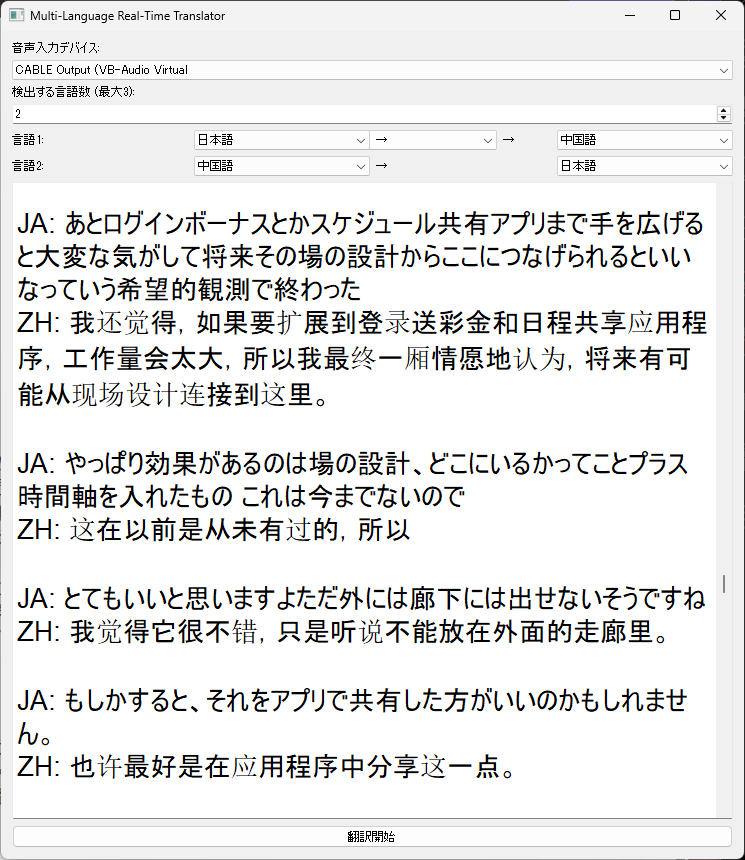 Multi-Language Real-Time Translator
音声入力デバイス:
CABLE Output (VB-Audio Virtual
検出する言語数 (最大3):
2
言語1: 日本語 → → 中国語
言語2: 中国語 → 日本語
JA: あとログインボーナスとかスケジュール共有アプリまで手を広げる
と大変な気がして将来その場の設計からここにつなげられるといい
なっていう希望的観測で終わった
ZH: 我还觉得, 如果要扩展到登录送彩金和日程共享应用程
序, 工作量会太大, 所以我最终一厢情愿地认为, 将来有可
能从现场设计连接到这里。
JA: やっぱり効果があるのは場の設計、どこにいるかってことプラス
時間軸を入れたもの これは今までないので
ZH: 这在以前是从未有过的, 所以
JA: とてもいいと思いますよただ外には廊下には出せないそうですね
ZH: 我觉得它很不错, 只是听说不能放在外面的走廊里。
JA: もしかすると、それをアプリで共有した方がいいのかもしれませ
ん。
ZH: 也许最好是在应用程序中分享这一点。
翻訳開始